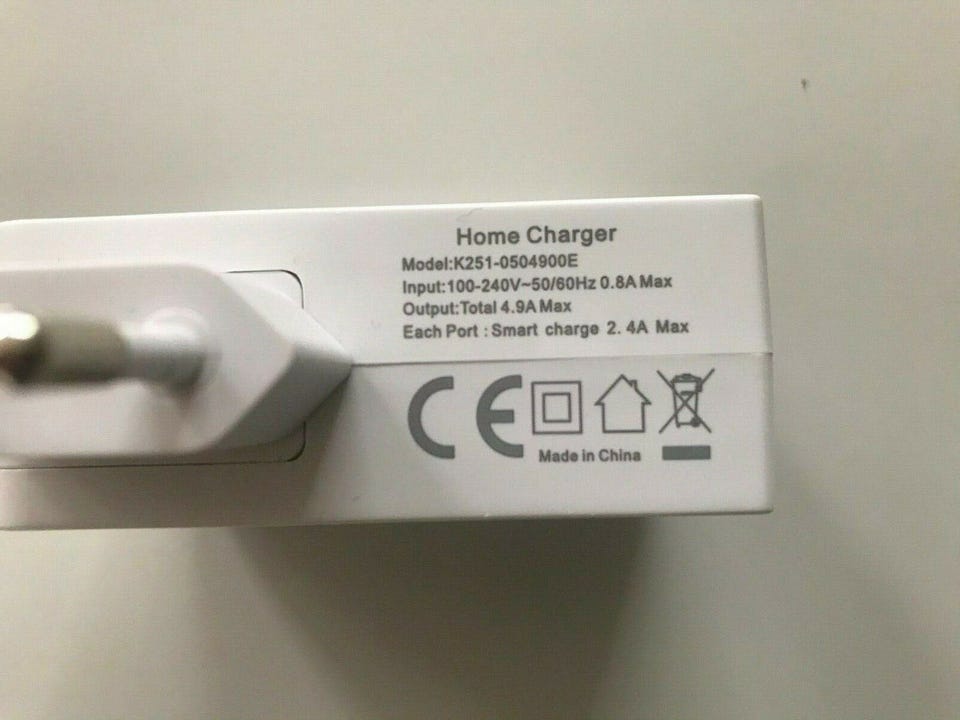 Home Charger
Model:K251-0504900E
Input:100-240V~50/60Hz 0.8A Max
Output:Total 4.9A Max
Each Port : Smart charge 2. 4A Max
CE
Made in China